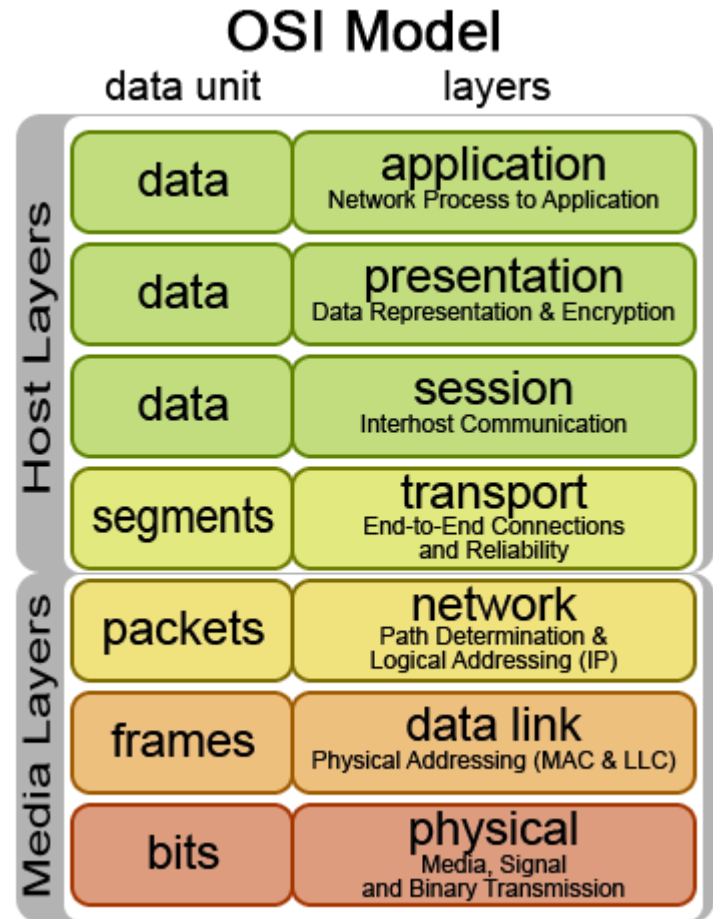 OSI Model
data unit layers
Host Layers
data
application
Network Process to Application
data
presentation
Data Representation & Encryption
data
session
Interhost Communication
segments
transport
End-to-End Connections
and Reliability
Media Layers
packets
network
Path Determination &
Logical Addressing (IP)
frames
data link
Physical Addressing (MAC & LLC)
bits
physical
Media, Signal
and Binary Transmission